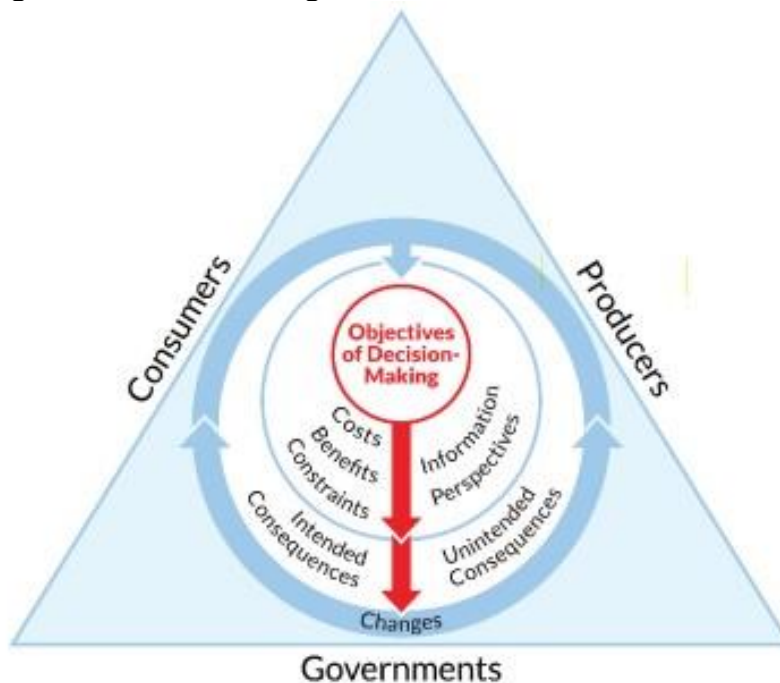 Consumers
Producers
Objectives
of Decision-
Making
Costs
Benefits
Constraints
Information
Perspectives
Intended
Consequences
Unintended
Consequences
Changes
Governments